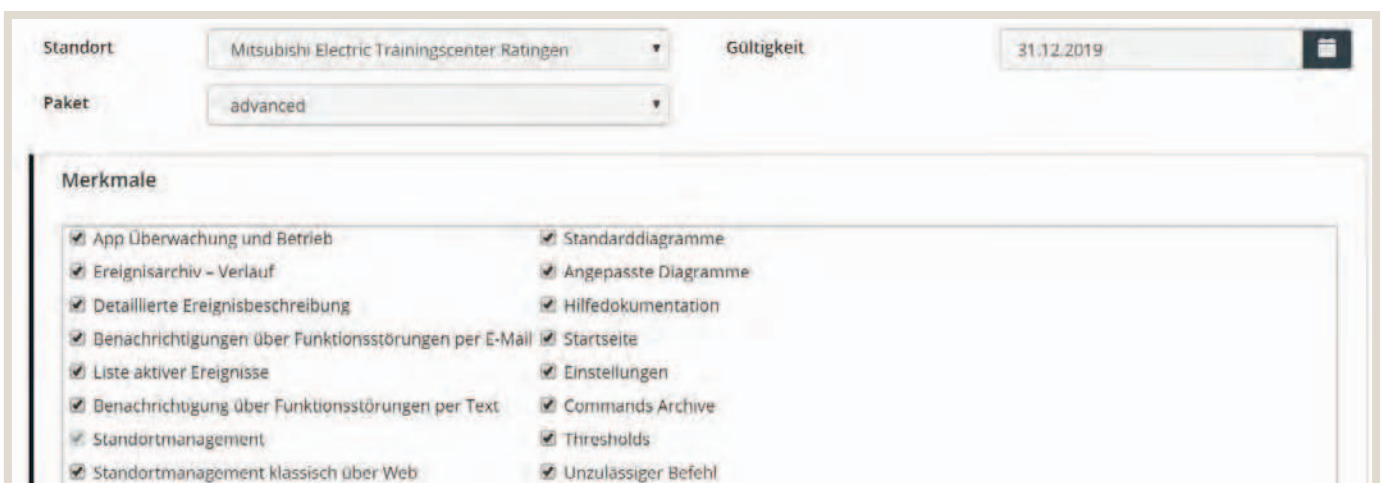 Standort Mitsubishi Electric Trainingscenter Ratingen Gültigkeit 31.12.2019
Paket advanced
Merkmale
App Überwachung und Betrieb
Ereignisarchiv – Verlauf
Detaillierte Ereignisbeschreibung
Benachrichtigungen über Funktionsstörungen per E-Mail
Liste aktiver Ereignisse
Benachrichtigung über Funktionsstörungen per Text
Standortmanagement
Standortmanagement klassisch über Web
Standarddiagramme
Angepasste Diagramme
Hilfedokumentation
Startseite
Einstellungen
Commands Archive
Thresholds
Unzulässiger Befehl